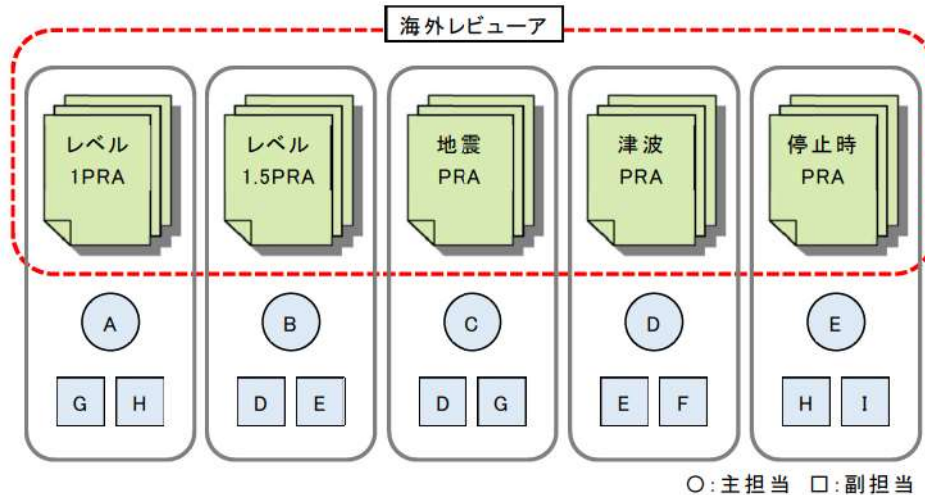 海外レビューア
レベル
1PRA
レベル
1.5PRA
地震
PRA
津波
PRA
停止時
PRA
A
B
C
D
E
G H
D E
D G
E F
H I
○:主担当 □:副担当